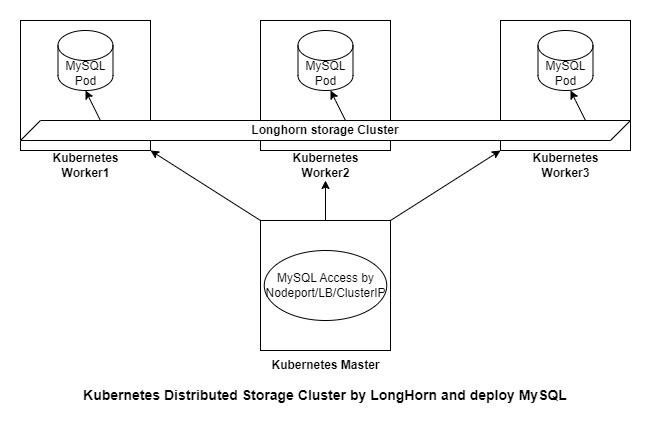 MySQL
Pod
MySQL
Pod
MySQL
Pod
Longhorn storage Cluster
Kubernetes
Worker1
Kubernetes
Worker2
Kubernetes
Worker3
MySQL Access by
Nodeport/LB/ClusterIP
Kubernetes Master
Kubernetes Distributed Storage Cluster by LongHorn and deploy MySQL